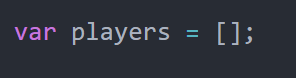 var players = [];